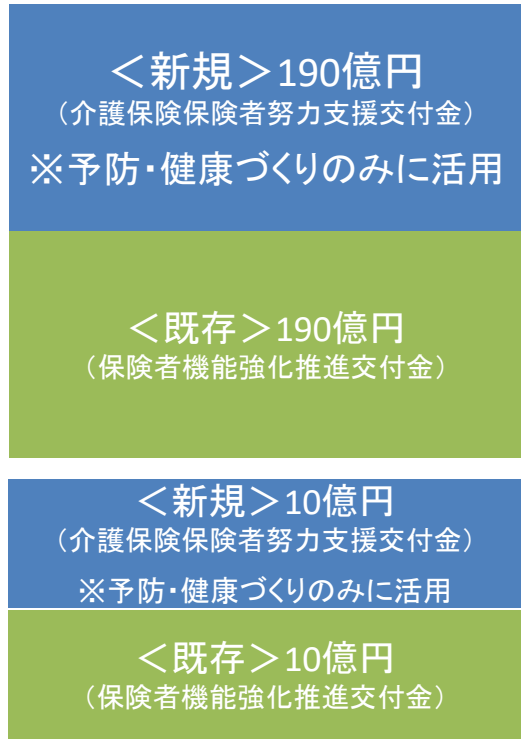 ＜新規＞190億円
（介護保険保険者努力支援交付金）
※予防・健康づくりのみに活用
＜既存＞190億円
（保険者機能強化推進交付金）
＜新規＞10億円
（介護保険保険者努力支援交付金）
※予防・健康づくりのみに活用
＜既存＞10億円
（保険者機能強化推進交付金）